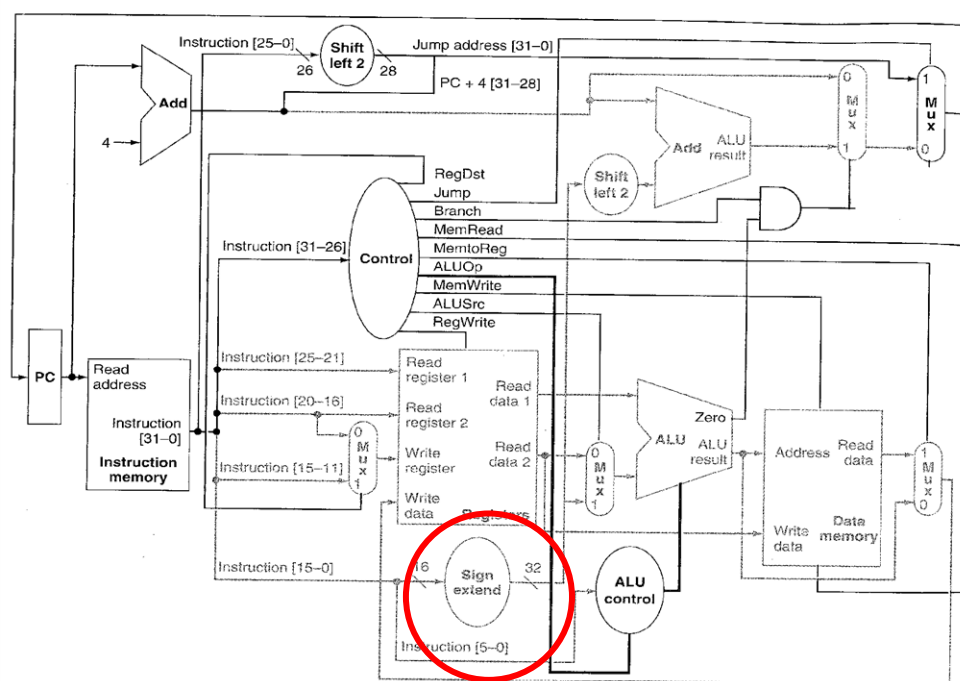 Instruction [25–0]
Shift
left 2
Jump address [31–0]
26
28
PC + 4 [31–28]
Add
4
0
M
u
x
1
1
M
u
x
0
Add
ALU
result
Shift
left 2
RegDst
Jump
Branch
MemRead
MemtoReg
ALUOp
MemWrite
ALUSrc
RegWrite
Instruction [31–26]
Control
PC
Read
address
Instruction
[31–0]
Instruction
memory
Instruction [25–21]
Instruction [20–16]
Instruction [15–11]
0
M
u
x
1
Read
register 1
Read
register 2
Write
register
Write
data
Read
data 1
Read
data 2
Registers
0
M
u
x
1
Zero
ALU
ALU
result
Address
Read
data
Write
data
Data
memory
1
M
u
x
0
Instruction [15–0]
16
Sign
extend
32
ALU
control
Instruction [5–0]